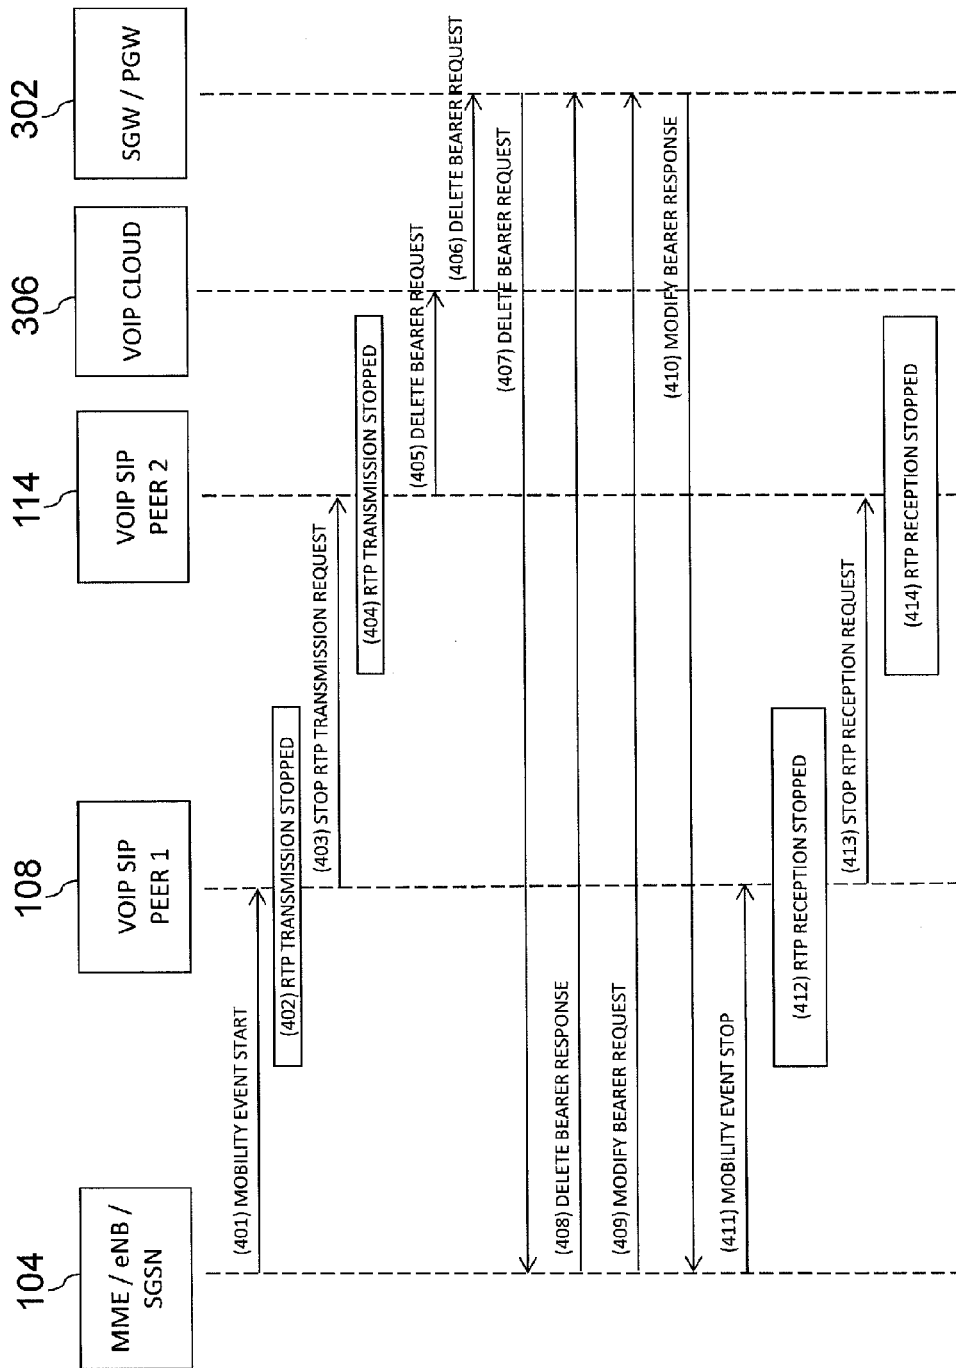 104
MME / eNB /
SGSN
108
VOIP SIP
PEER 1
114
VOIP SIP
PEER 2
306
VOIP CLOUD
302
SGW / PGW
(401) MOBILITY EVENT START
(402) RTP TRANSMISSION STOPPED
(403) STOP RTP TRANSMISSION REQUEST
(404) RTP TRANSMISSION STOPPED
(405) DELETE BEARER REQUEST
(406) DELETE BEARER REQUEST
(407) DELETE BEARER REQUEST
(408) DELETE BEARER RESPONSE
(409) MODIFY BEARER REQUEST
(410) MODIFY BEARER RESPONSE
(411) MOBILITY EVENT STOP
(412) RTP RECEPTION STOPPED
(413) STOP RTP RECEPTION REQUEST
(414) RTP RECEPTION STOPPED